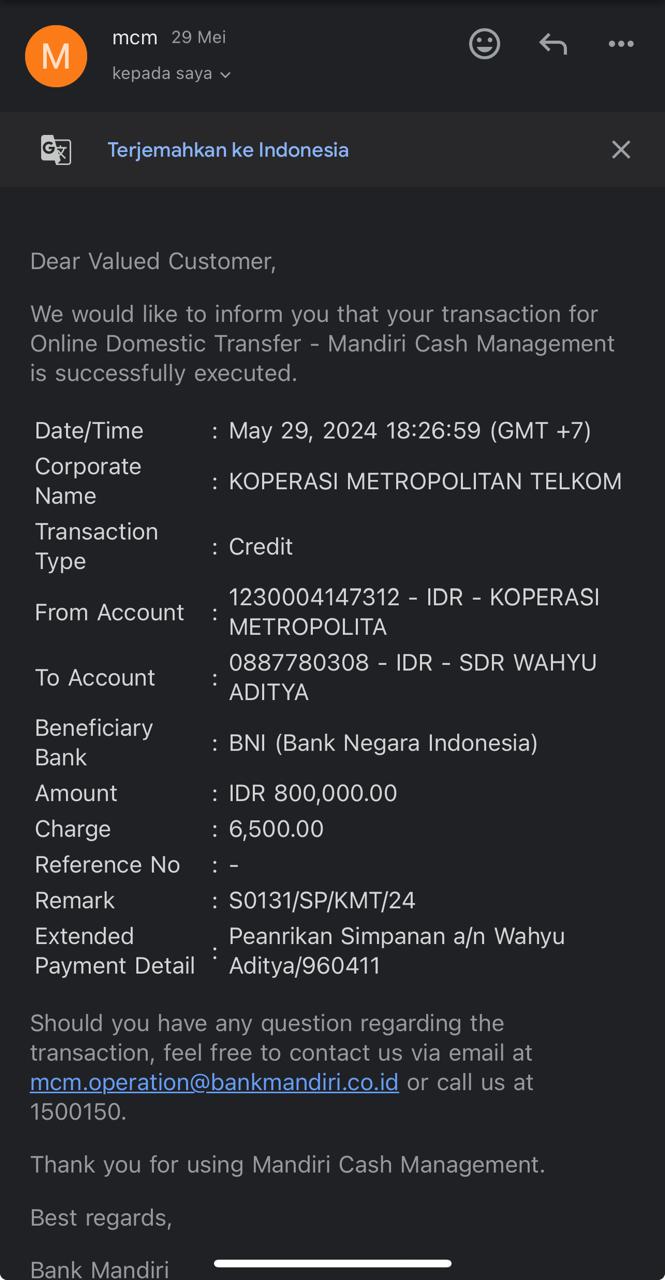 M
mcm 29 Mei
kepada saya
Terjemahkan ke Indonesia
Dear Valued Customer,
We would like to inform you that your transaction for
Online Domestic Transfer - Mandiri Cash Management
is successfully executed.
Date/Time : May 29, 2024 18:26:59 (GMT +7)
Corporate
Name : KOPERASI METROPOLITAN TELKOM
Transaction
Type : Credit
From Account : 1230004147312 - IDR - KOPERASI
METROPOLITA
To Account : 0887780308 - IDR - SDR WAHYU
ADITYA
Beneficiary
Bank : BNI (Bank Negara Indonesia)
Amount : IDR 800,000.00
Charge : 6,500.00
Reference No : -
Remark : S0131/SP/KMT/24
Extended
Payment Detail : Peanrikan Simpanan a/n Wahyu
Aditya/960411
Should you have any question regarding the
transaction, feel free to contact us via email at
mcm.operation@bankmandiri.co.id or call us at
1500150.
Thank you for using Mandiri Cash Management.
Best regards,
Bank Mandiri